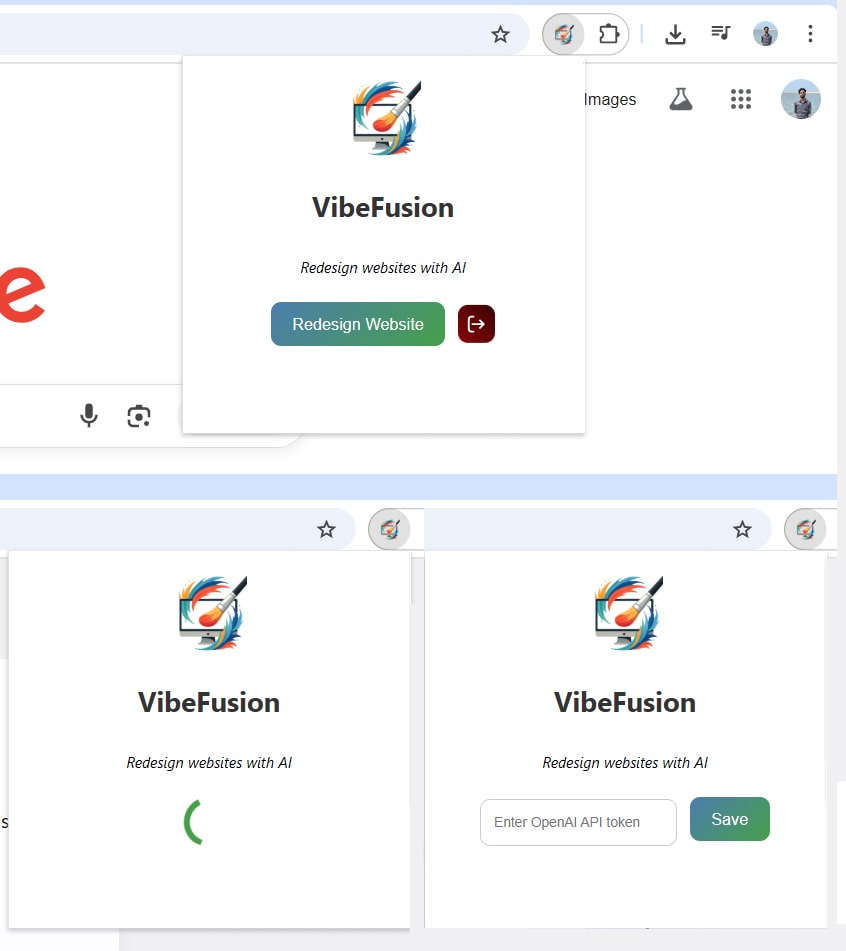 Images
VibeFusion
Redesign websites with AI
Redesign Website
e
VibeFusion
Redesign websites with AI
s
VibeFusion
Redesign websites with AI
Enter OpenAI API token
Save